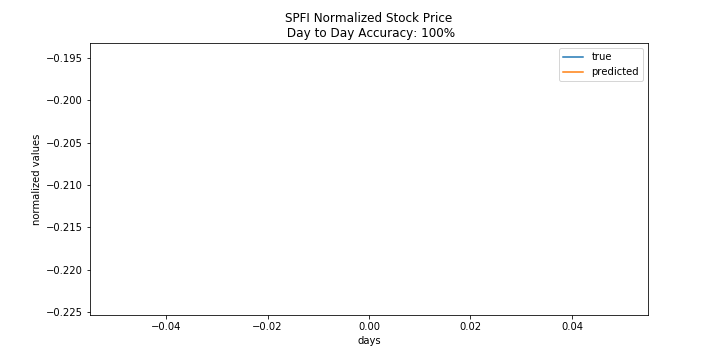 SPFI Normalized Stock Price
Day to Day Accuracy: 100%
true
predicted
normalized values
−0.195
−0.200
−0.205
−0.210
−0.215
−0.220
−0.225
−0.04
−0.02
0.00
0.02
0.04
days